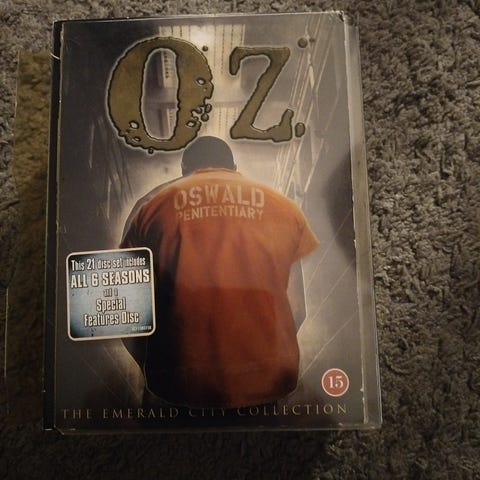 OZ
OSWALD
PENITENTIARY
This 21 disc set includes
ALL 6 SEASONS
and 1
Special
Features Disc
15
THE EMERALD CITY COLLECTION